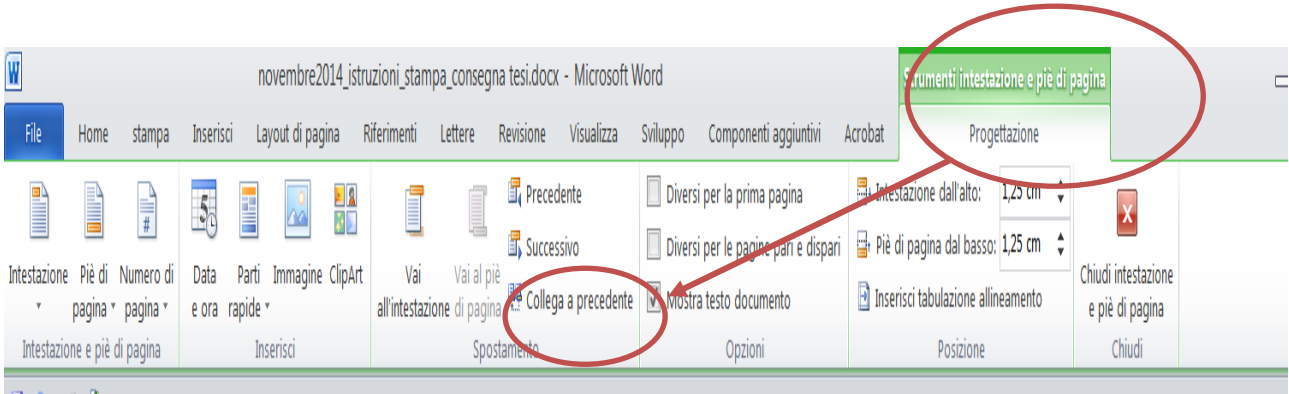 novembre2014_istruzioni_stampa_consegna tesi.docx - Microsoft Word
Strumenti intestazione e piè di pagina
File Home stampa Inserisci Layout di pagina Riferimenti Lettere Revisione Visualizza Sviluppo Componenti aggiuntivi Acrobat Progettazione
Intestazione
Piè di pagina
Numero di pagina
Intestazione e piè di pagina
5
Data e ora
Parti rapide
Immagine
ClipArt
Inserisci
Vai all'intestazione
Vai al piè di pagina
Precedente
Successivo
Collega a precedente
Spostamento
Diversi per la prima pagina
Diversi per le pagine pari e dispari
Mostra testo documento
Opzioni
Intestazione dall'alto: 1,25 cm
Piè di pagina dal basso: 1,25 cm
Inserisci tabulazione allineamento
Posizione
Chiudi intestazione
e piè di pagina
Chiudi